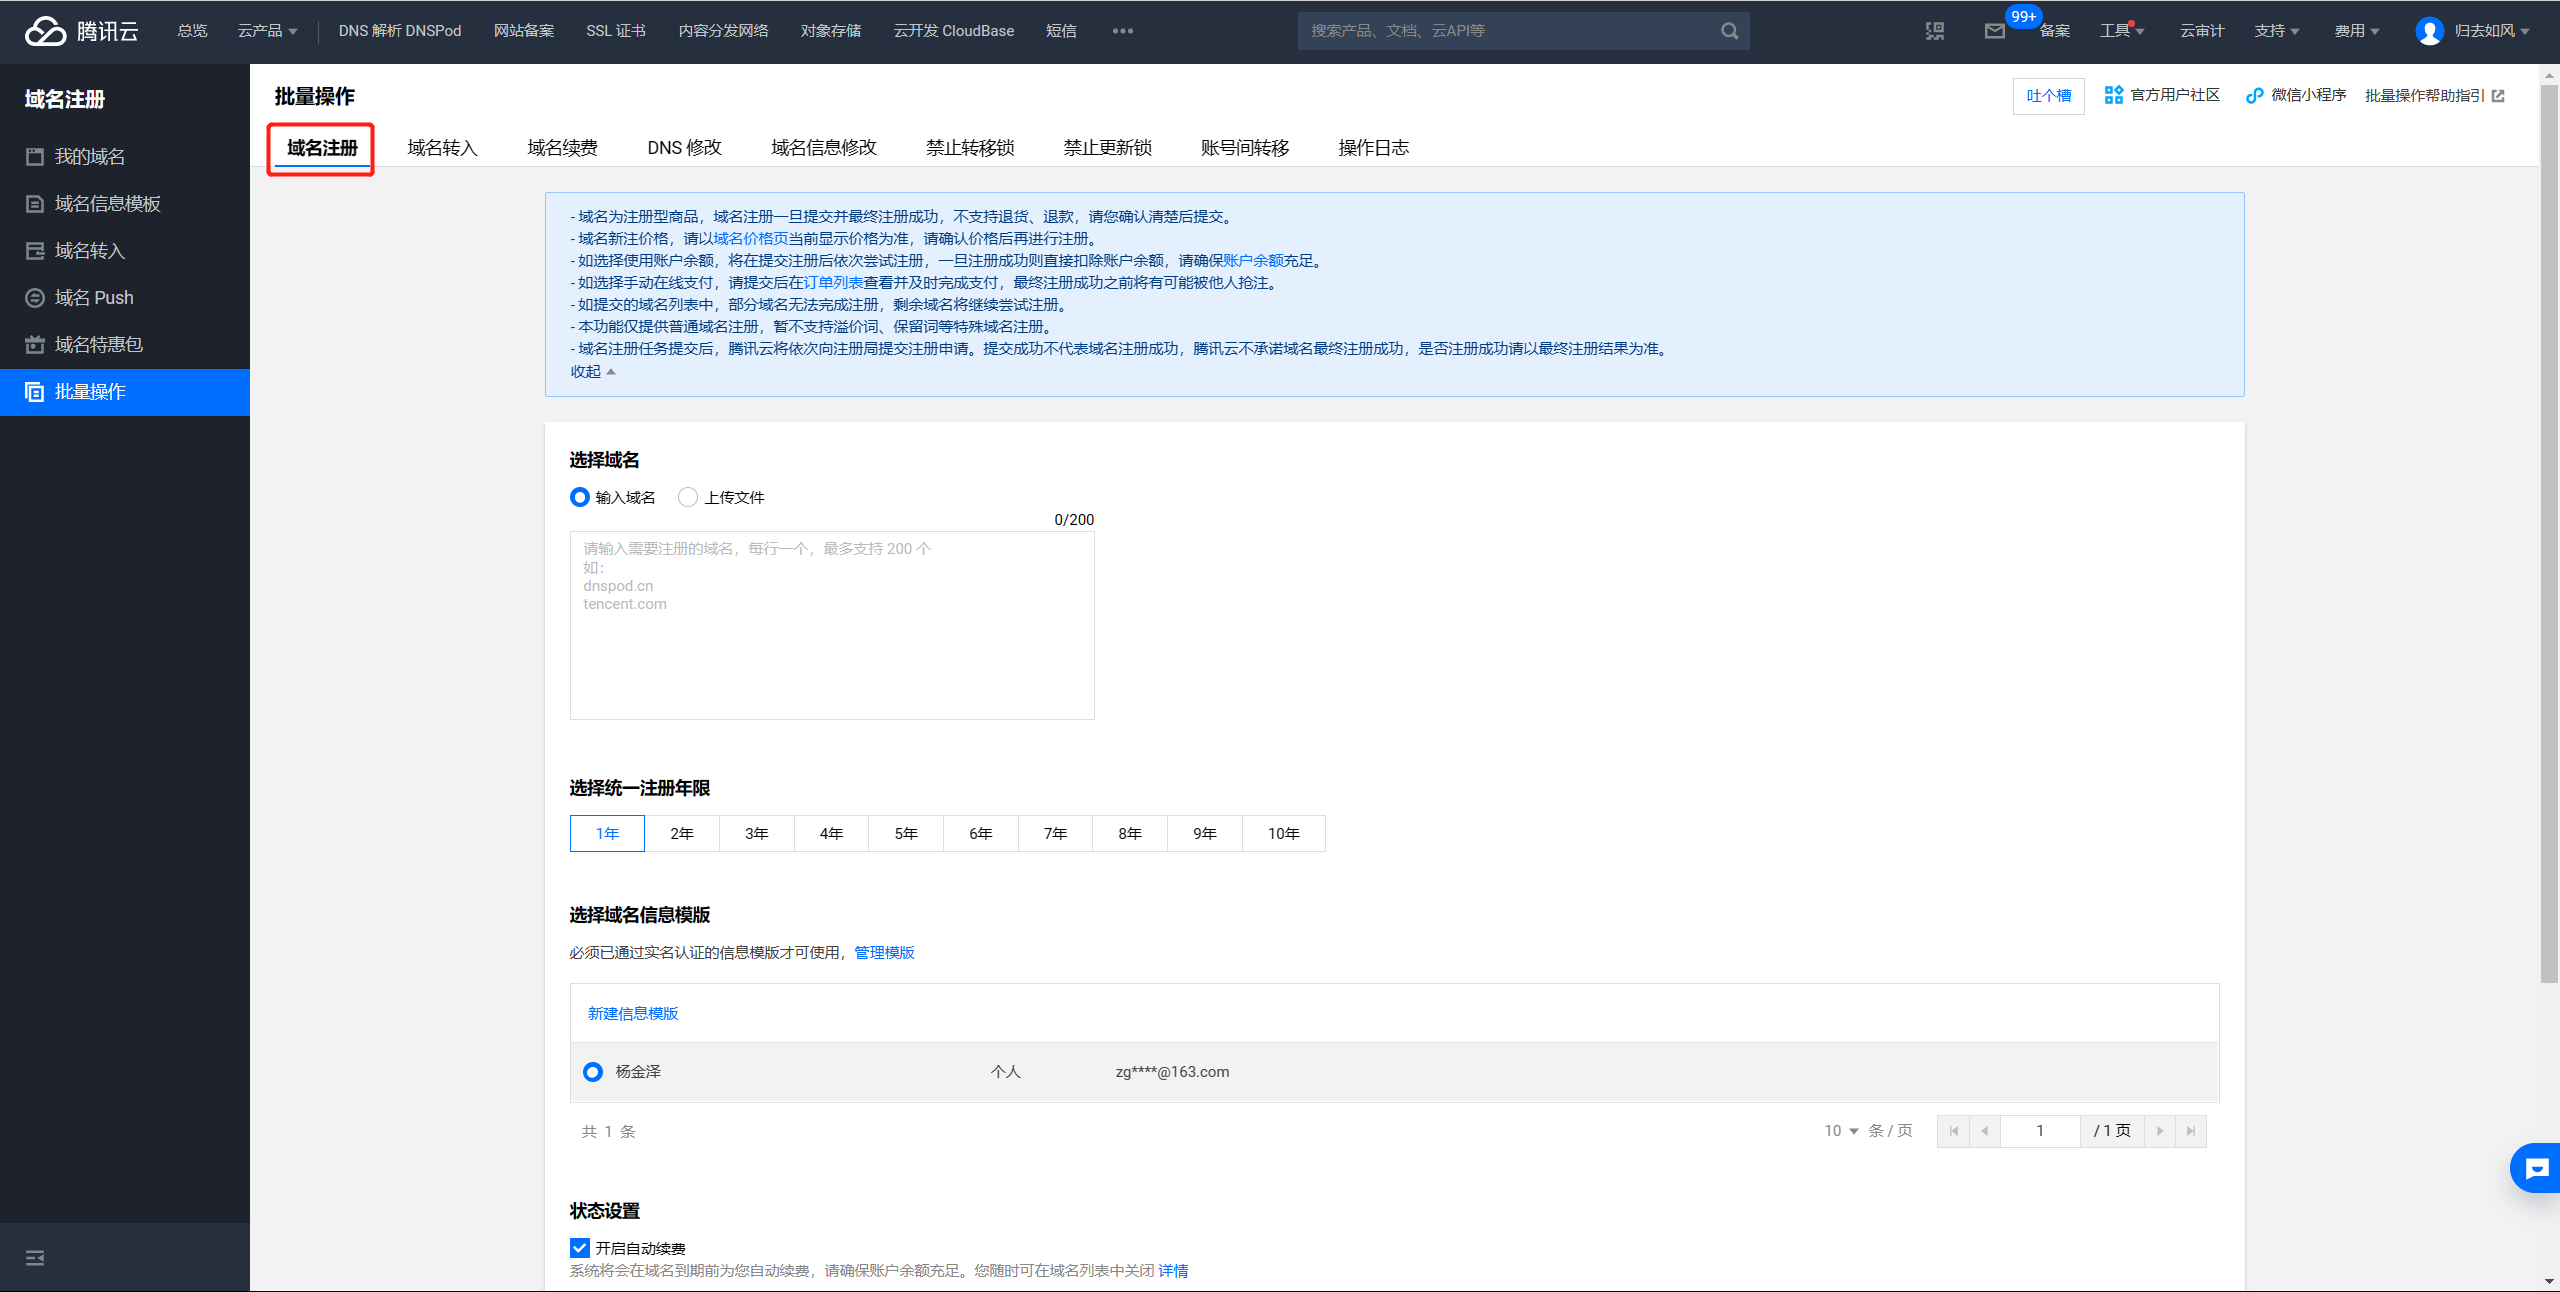 腾讯云
总览
云产品
DNS 解析 DNSPod
网站备案
SSL 证书
内容分发网络
对象存储
云开发 CloudBase
短信
搜索产品、文档、云API等
99+
备案
工具
云审计
支持
费用
归去如风
域名注册
我的域名
域名信息模板
域名转入
域名 Push
域名特惠包
批量操作
批量操作
吐个槽
官方用户社区
微信小程序
批量操作帮助指引
域名注册
域名转入
域名续费
DNS 修改
域名信息修改
禁止转移锁
禁止更新锁
账号间转移
操作日志
- 域名为注册型商品，域名注册一旦提交并最终注册成功，不支持退货、退款，请您确认清楚后提交。
- 域名新注价格，请以域名价格页当前显示价格为准，请确认价格后再进行注册。
- 如选择使用账户余额，将在提交注册后依次尝试注册，一旦注册成功则直接扣除账户余额，请确保账户余额充足。
- 如选择手动在线支付，请提交后在订单列表查看并及时完成支付，最终注册成功之前将有可能被他人抢注。
- 如提交的域名列表中，部分域名无法完成注册，剩余域名将继续尝试注册。
- 本功能仅提供普通域名注册，暂不支持溢价词、保留词等特殊域名注册。
- 域名注册任务提交后，腾讯云将依次向注册局提交注册申请。提交成功不代表域名注册成功，腾讯云不承诺域名最终注册成功，是否注册成功请以最终注册结果为准。
收起
选择域名
输入域名
上传文件
0/200
请输入需要注册的域名，每行一个，最多支持 200 个
如：
dnspod.cn
tencent.com
选择统一注册年限
1年
2年
3年
4年
5年
6年
7年
8年
9年
10年
选择域名信息模版
必须已通过实名认证的信息模版才可使用，管理模版
新建信息模版
杨金泽
个人
zg****@163.com
共 1 条
10
条 / 页
1
/ 1 页
状态设置
开启自动续费
系统将会在域名到期前为您自动续费，请确保账户余额充足。您随时可在域名列表中关闭 详情